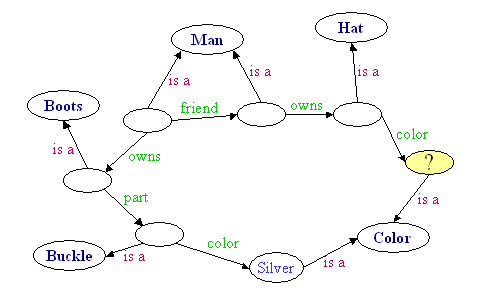 Hat
Man
is a
is a
is a
Boots
friend
owns
color
is a
owns
?
part
is a
color
Color
Buckle
is a
Silver
is a